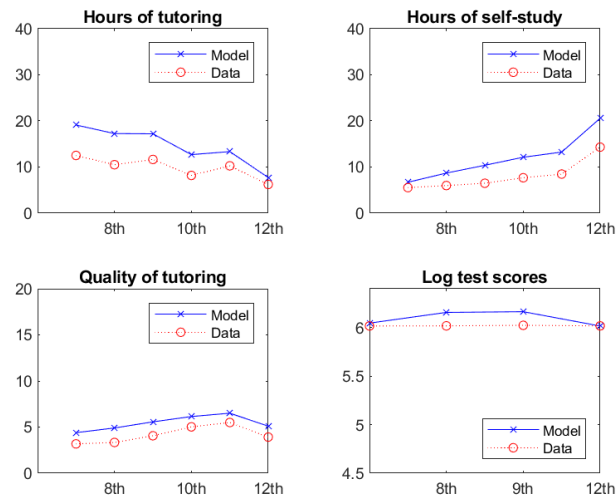 Hours of tutoring
40
30
20
10
0
8th 10th 12th
Model
Data
Hours of self-study
40
30
20
10
0
8th 10th 12th
Model
Data
Quality of tutoring
20
15
10
5
0
8th 10th 12th
Model
Data
Log test scores
6
5.5
5
4.5
8th 9th 12th
Model
Data